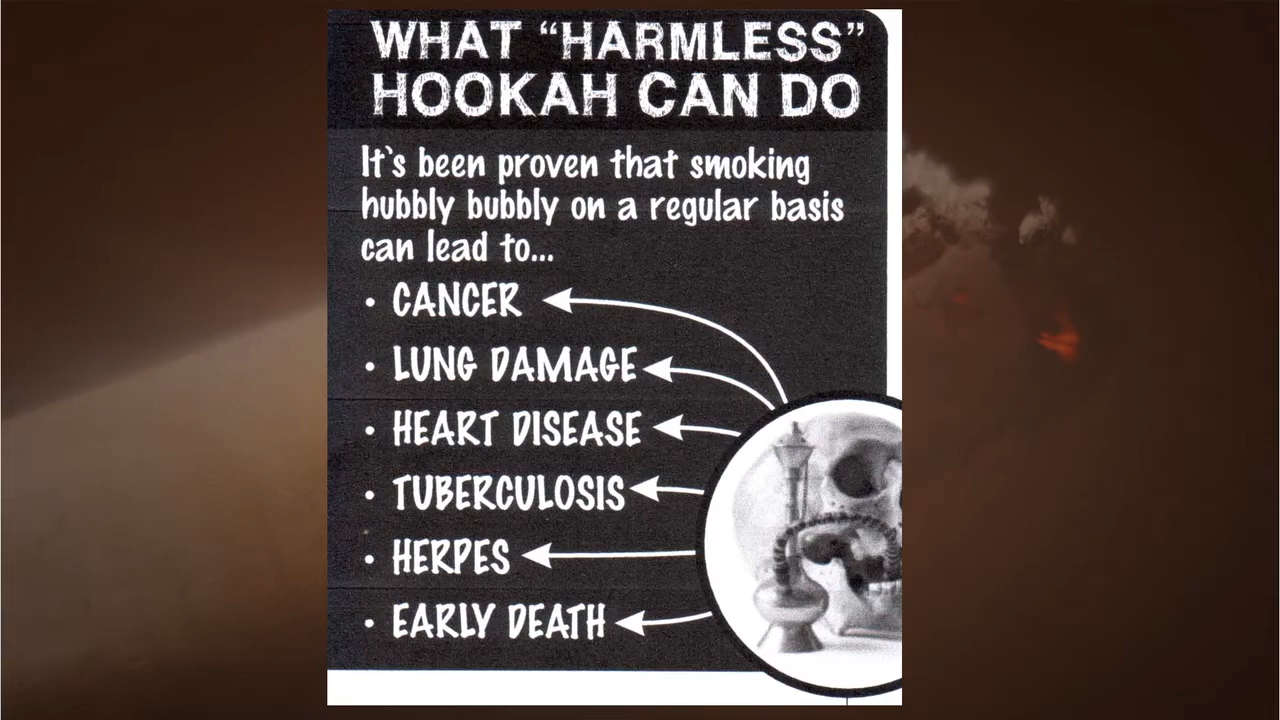 WHAT “HARMLESS”
HOOKAH CAN DO
It`s been proven that smoking
hubbly bubbly on a regular basis
can lead to...
• CANCER
• LUNG DAMAGE
• HEART DISEASE
• TUBERCULOSIS
• HERPES
• EARLY DEATH